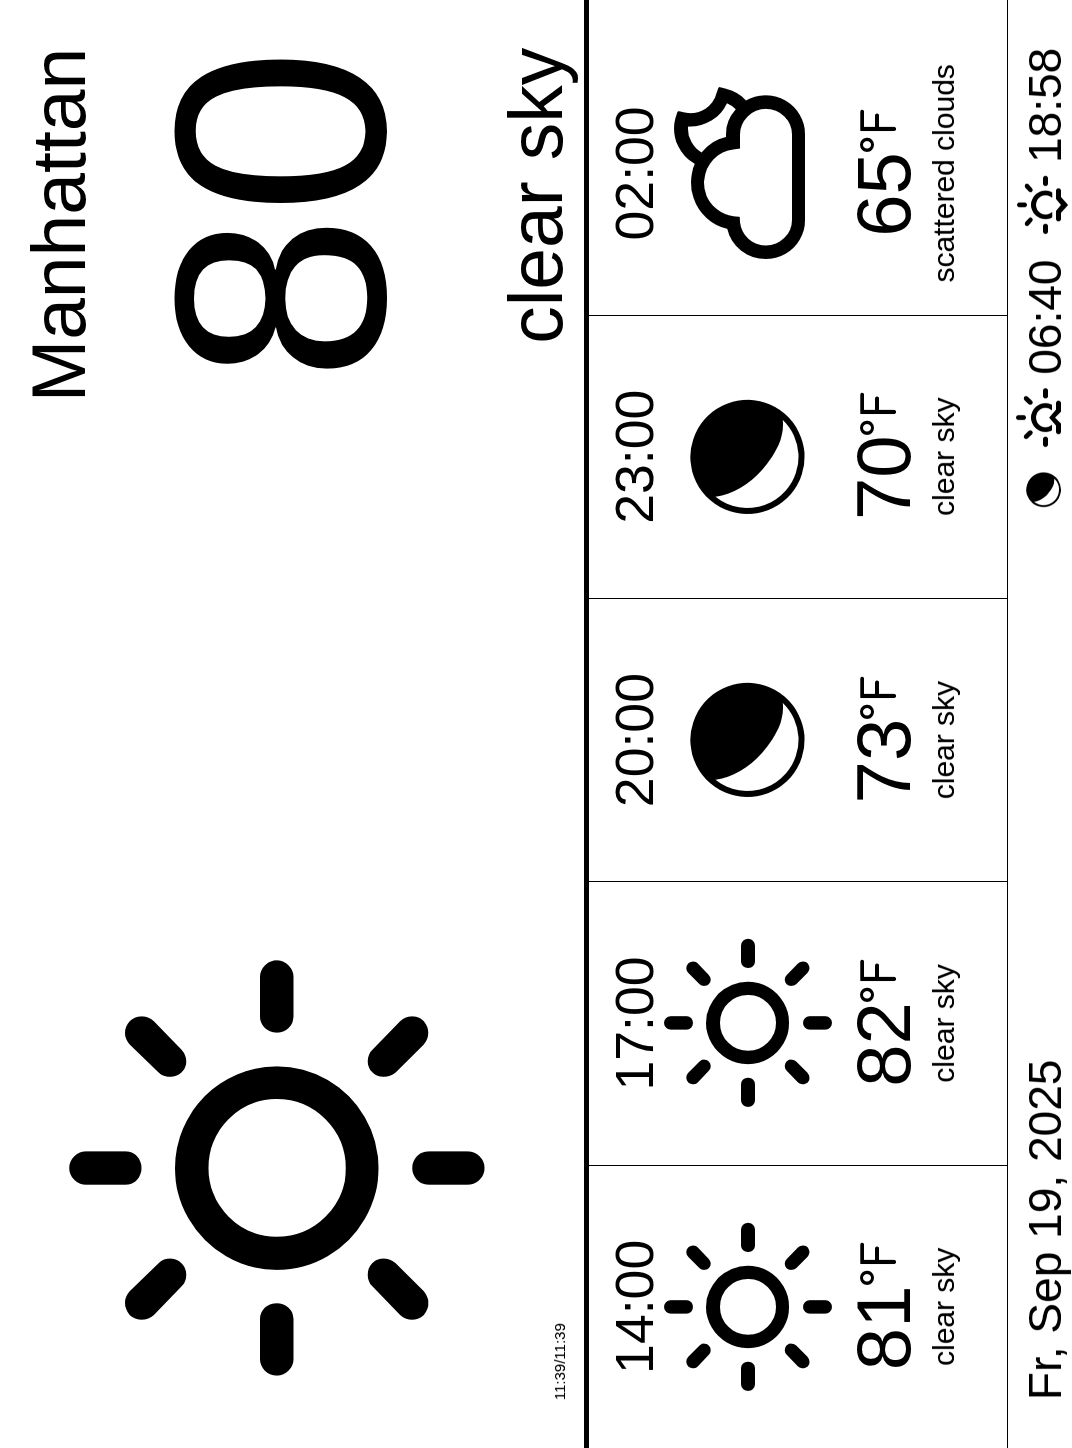 Manhattan
80
clear sky
11:39/11:39
14:00
81°F
clear sky
17:00
82°F
clear sky
20:00
73°F
clear sky
23:00
70°F
clear sky
02:00
65°F
scattered clouds
Fr, Sep 19, 2025
06:40
18:58